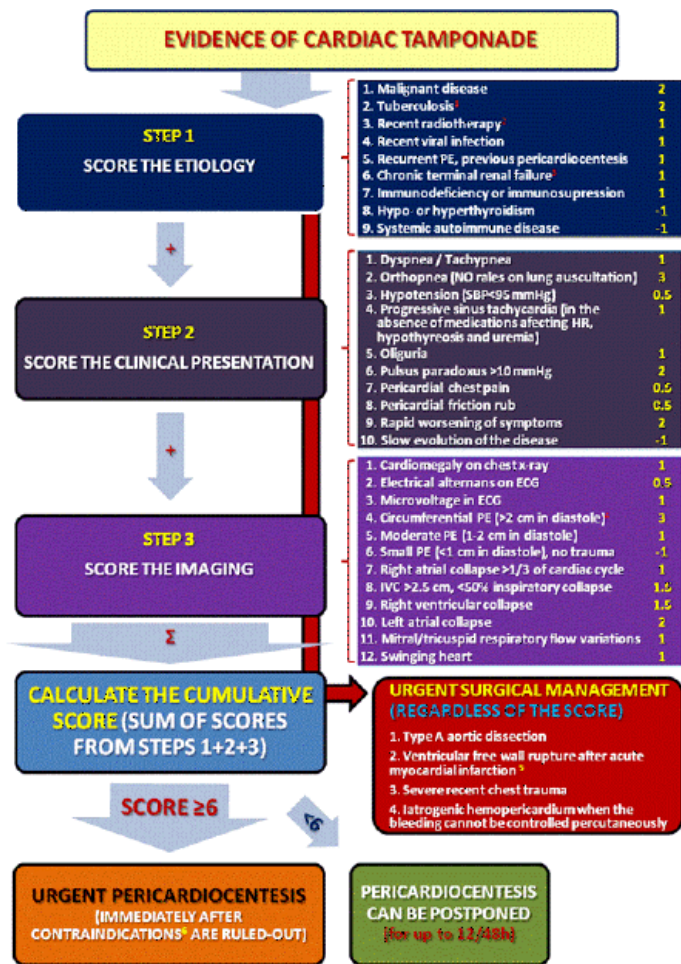 EVIDENCE OF CARDIAC TAMPONADE
STEP 1
SCORE THE ETIOLOGY
1. Malignant disease 2
2. Tuberculosis 2
3. Recent radiotherapy 1
4. Recent viral infection 1
5. Recurrent PE, previous pericardocentesis 1
6. Chronic terminal renal failure 1
7. Immunodeficiency or immunosupression 1
8. Hypo- or hyperthyroidism -1
9. Systemic autoimmune disease -1
+
STEP 2
SCORE THE CLINICAL PRESENTATION
1. Dyspnea / Tachypnea 1
2. Orthopnea (NO rales on lung auscultation) 3
3. Hypotension (SBP<95 mmHg) 0.5
4. Progressive sinus tachycardia (in the 1
absence of medications affecting HR,
hypothyreosis and uremia)
5. Oliguria 1
6. Pulsus paradoxus >10 mmHg 2
7. Pericardial chest pain 0.5
8. Pericardial friction rub 0.5
9. Rapid worsening of symptoms 2
10. Slow evolution of the disease -1
+
STEP 3
SCORE THE IMAGING
1. Cardiomegaly on chest x-ray 1
2. Electrical alternans on ECG 0.5
3. Microvoltage in ECG 1
4. Circumferential PE (>2 cm in diastole) 3
5. Moderate PE (1-2 cm in diastole) 1
6. Small PE (<1 cm in diastole), no trauma -1
7. Right atrial collapse >1/3 of cardiac cycle 1
8. IVC >2.5 cm, <50% inspiratory collapse 1.5
9. Right ventricular collapse 1.5
10. Left atrial collapse 2
11. Mitral/tricuspid respiratory flow variations 1
12. Swinging heart 1
Σ
CALCULATE THE CUMULATIVE
SCORE (SUM OF SCORES
FROM STEPS 1+2+3)
URGENT SURGICAL MANAGEMENT
(REGARDLESS OF THE SCORE)
1. Type A aortic dissection
2. Ventricular free wall rupture after acute
myocardial infarction 5
3. Severe recent chest trauma
4. Iatrogenic hemopericardium when the
bleeding cannot be controlled percutaneously
SCORE ≥6
<6
URGENT PERICARDIOCENTESIS
(IMMEDIATELY AFTER
CONTRAINDICATIONS6 ARE RULED-OUT)
PERICARDIOCENTESIS
CAN BE POSTPONED
(for up to 12/48h)